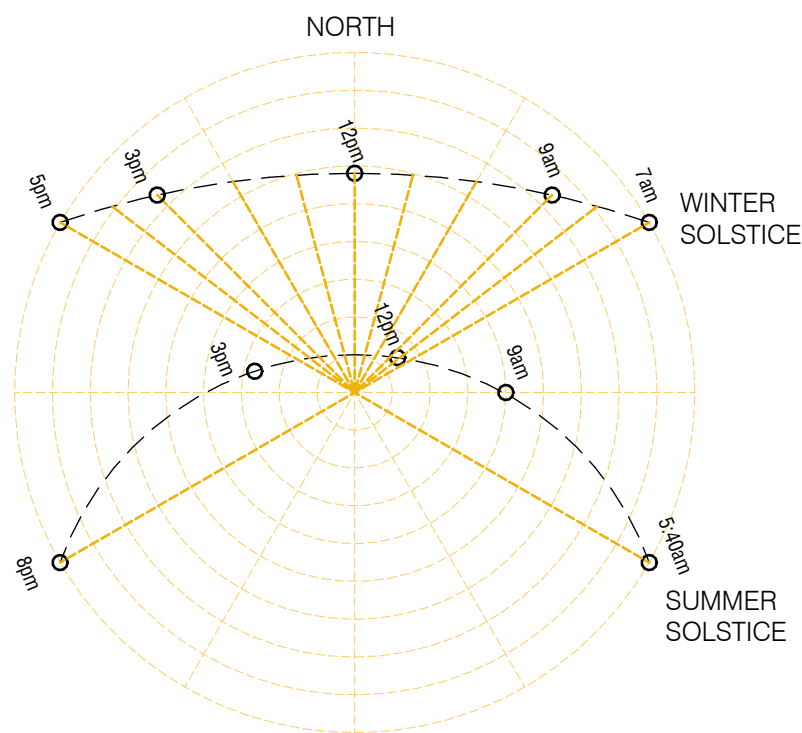 NORTH
12pm
3pm
9am
5pm
7am
WINTER
SOLSTICE
12pm
3pm
9am
5:40am
8pm
SUMMER
SOLSTICE